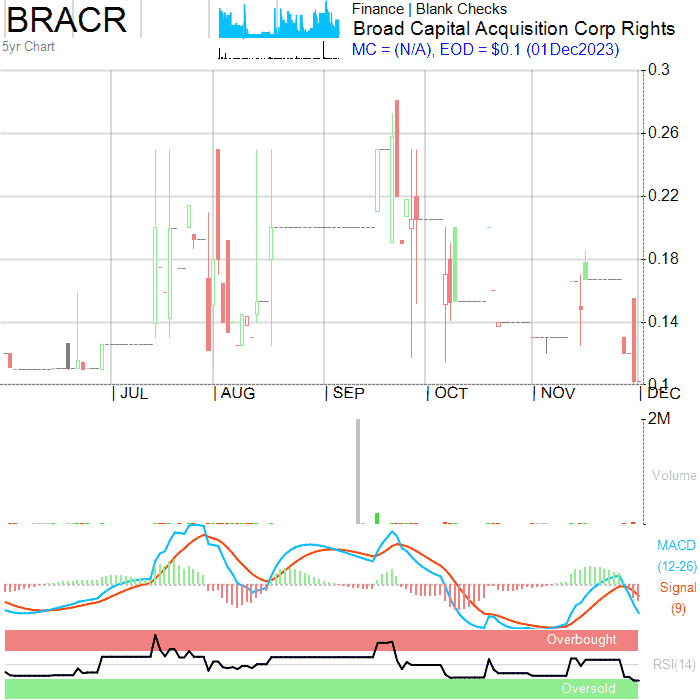 BRACR
5yr Chart
Finance | Blank Checks
Broad Capital Acquisition Corp Rights
MC = (N/A), EOD = $0.1 (01Dec2023)
0.3
0.26
0.22
0.18
0.14
0.1
JUL AUG SEP OCT NOV DEC
2M
Volume
MACD
(12-26)
Signal
(9)
Overbought
RSI(14)
Oversold